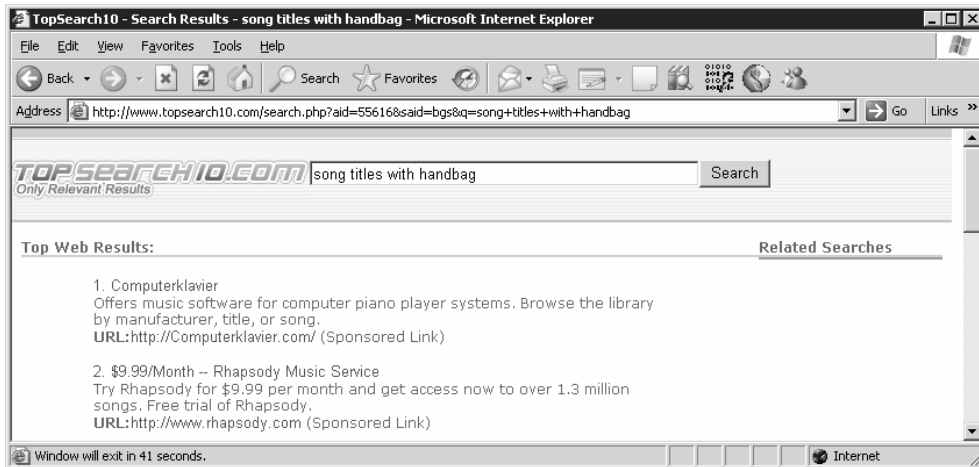 TopSearch10 - Search Results - song titles with handbag - Microsoft Internet Explorer
File Edit View Favorites Tools Help
Back Search Favorites
Address http://www.topsearch10.com/search.php?aid=55616&said=bgs&q=song+titles+with+handbag Go Links »
TOPSEARCH10.COM song titles with handbag Search
Only Relevant Results
Top Web Results: Related Searches
1. Computerklavier
Offers music software for computer piano player systems. Browse the library
by manufacturer, title, or song.
URL:http://Computerklavier.com/ (Sponsored Link)
2. $9.99/Month -- Rhapsody Music Service
Try Rhapsody for $9.99 per month and get access now to over 1.3 million
songs. Free trial of Rhapsody.
URL:http://www.rhapsody.com (Sponsored Link)
Window will exit in 41 seconds. Internet